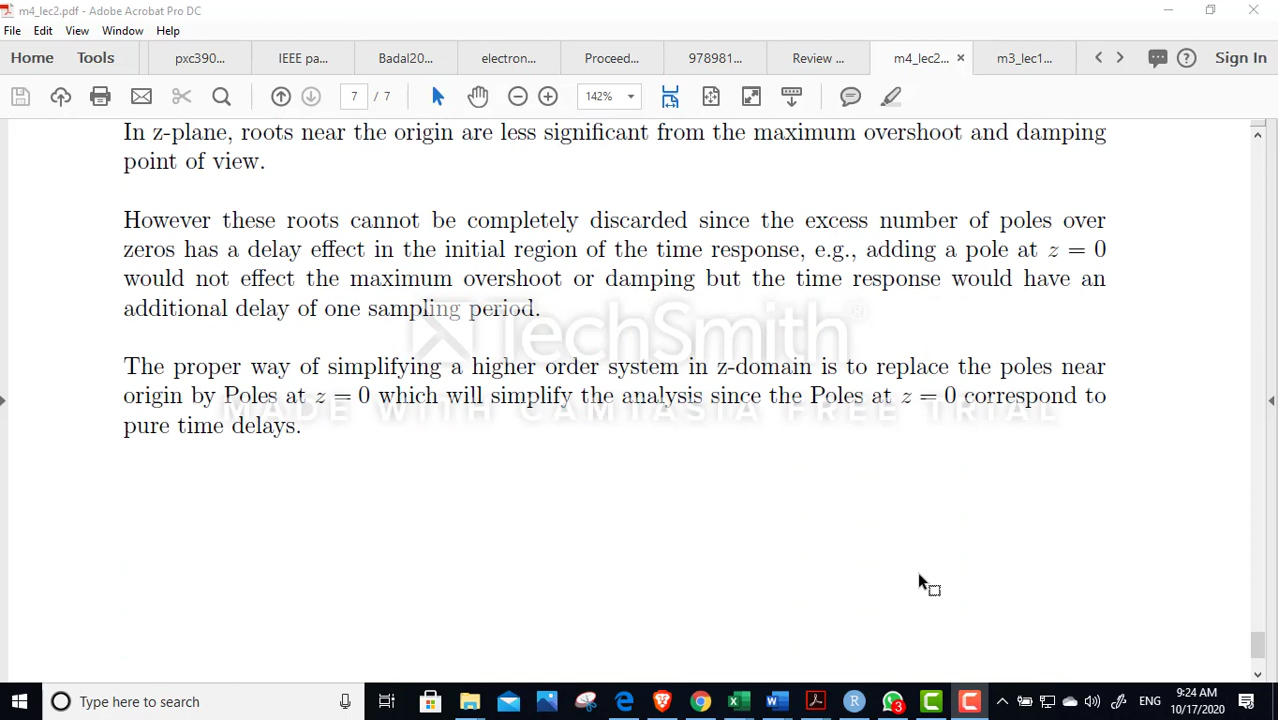 m4_lec2.pdf - Adobe Acrobat Pro DC
File Edit View Window Help
Home Tools pxc390... IEEE pa... Badal20... electron... Proceed... 978981... Review ... m4_lec2... × m3_lec1... Sign In
7 / 7 142%
In z-plane, roots near the origin are less significant from the maximum overshoot and damping
point of view.
However these roots cannot be completely discarded since the excess number of poles over
zeros has a delay effect in the initial region of the time response, e.g., adding a pole at z = 0
would not effect the maximum overshoot or damping but the time response would have an
additional delay of one sampling period.
TechSmith®
The proper way of simplifying a higher order system in z-domain is to replace the poles near
origin by Poles at z = 0 which will simplify the analysis since the Poles at z = 0 correspond to
MADE WITH CAMTASIA FREE TRIAL
pure time delays.
Type here to search
3
ENG
9:24 AM
10/17/2020